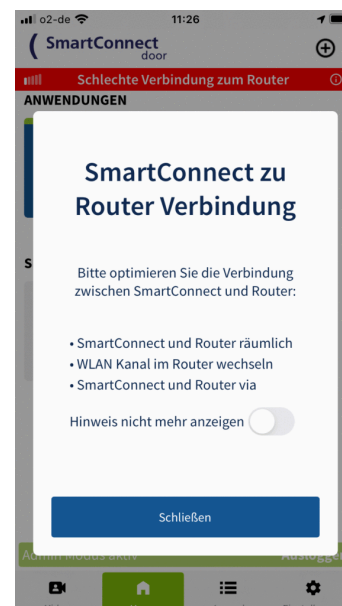 o2-de 11:26
SmartConnect
door
Schlechte Verbindung zum Router
ANWENDUNGEN
SmartConnect zu
Router Verbindung
Bitte optimieren Sie die Verbindung
zwischen SmartConnect und Router:
• SmartConnect und Router räumlich
• WLAN Kanal im Router wechseln
• SmartConnect und Router via
Hinweis nicht mehr anzeigen
Schließen